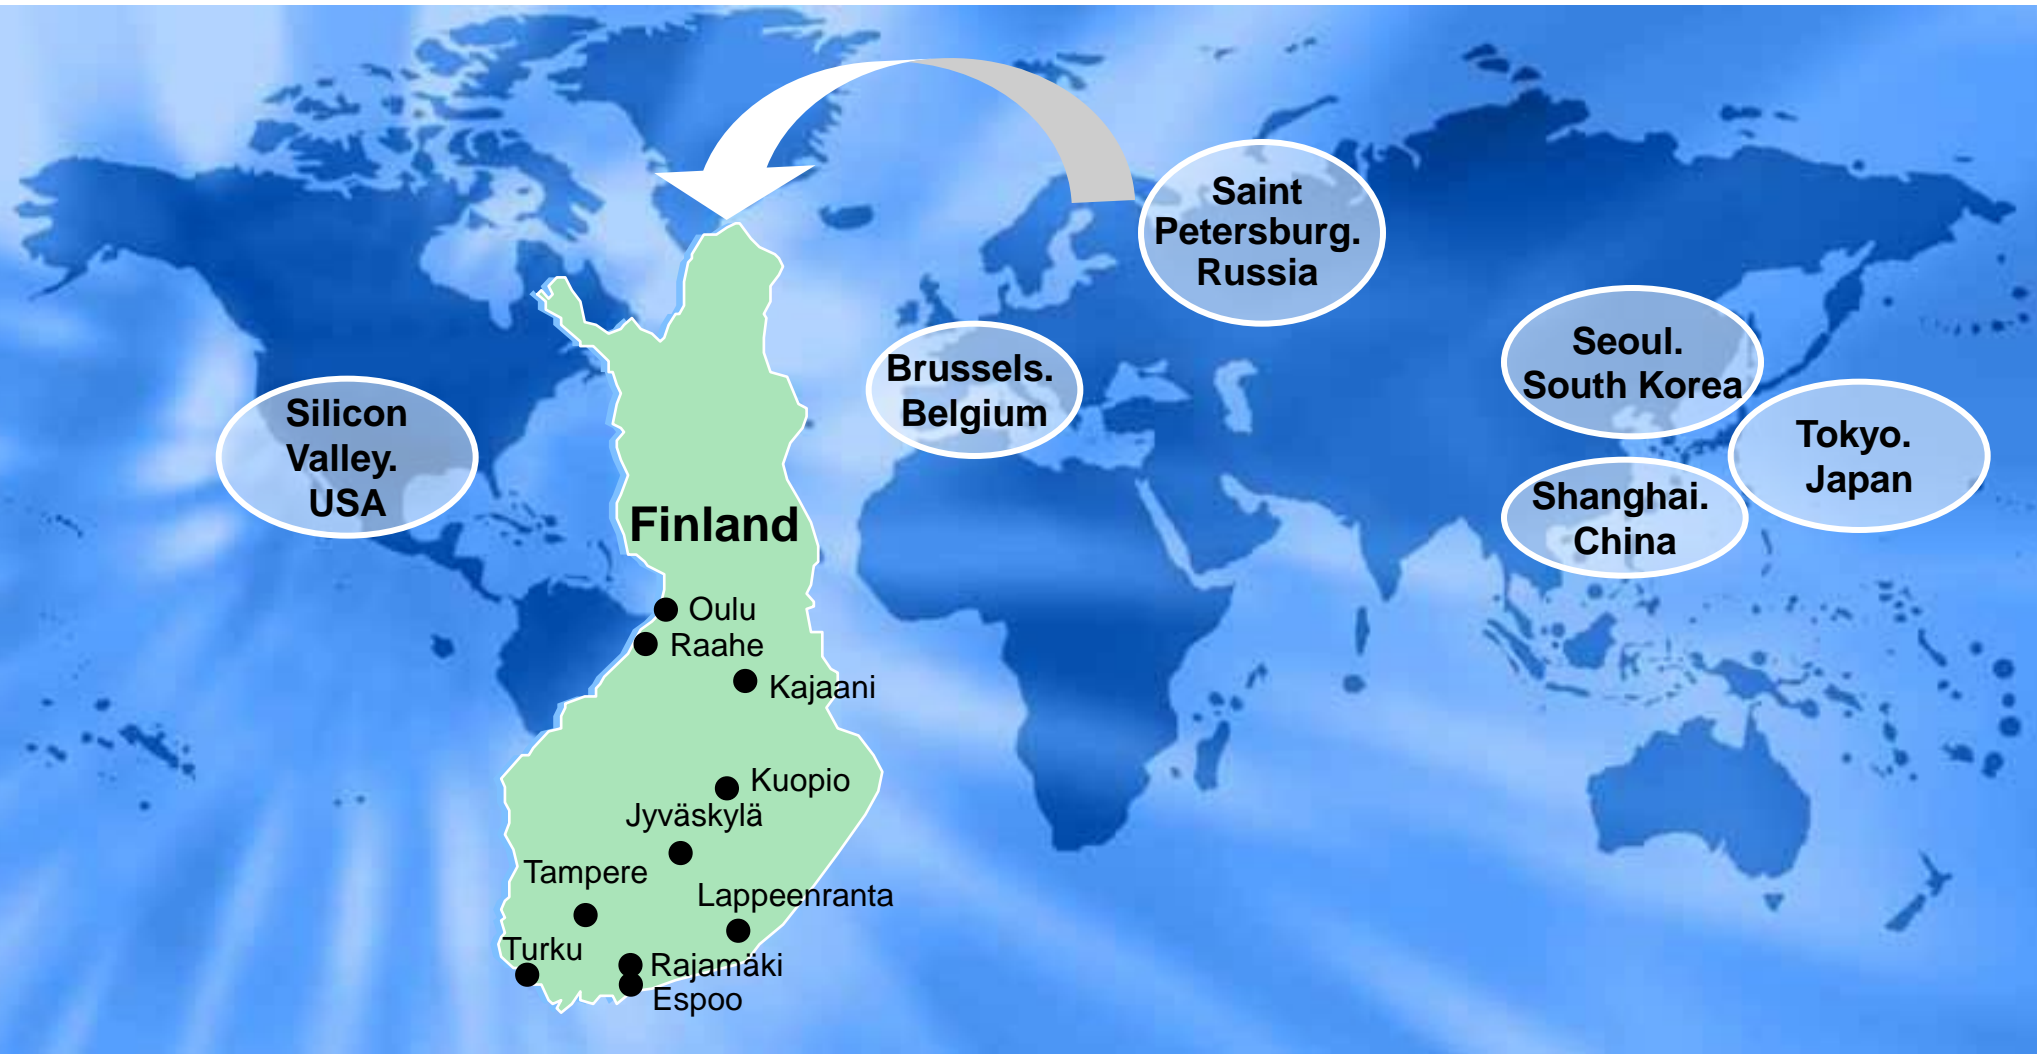 Saint
Petersburg.
Russia
Seoul.
South Korea
Brussels.
Belgium
Silicon
Valley.
USA
Tokyo.
Japan
Shanghai.
China
Finland
Oulu
Raahe
Kajaani
Kuopio
Jyväskylä
Tampere
Lappeenranta
Turku
Rajamäki
Espoo